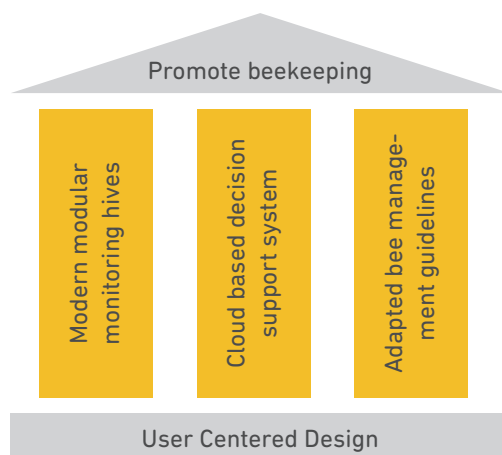 Promote beekeeping
Modern modular
monitoring hives
Cloud based decision
support system
Adapted bee manage-
ment guidelines
User Centered Design